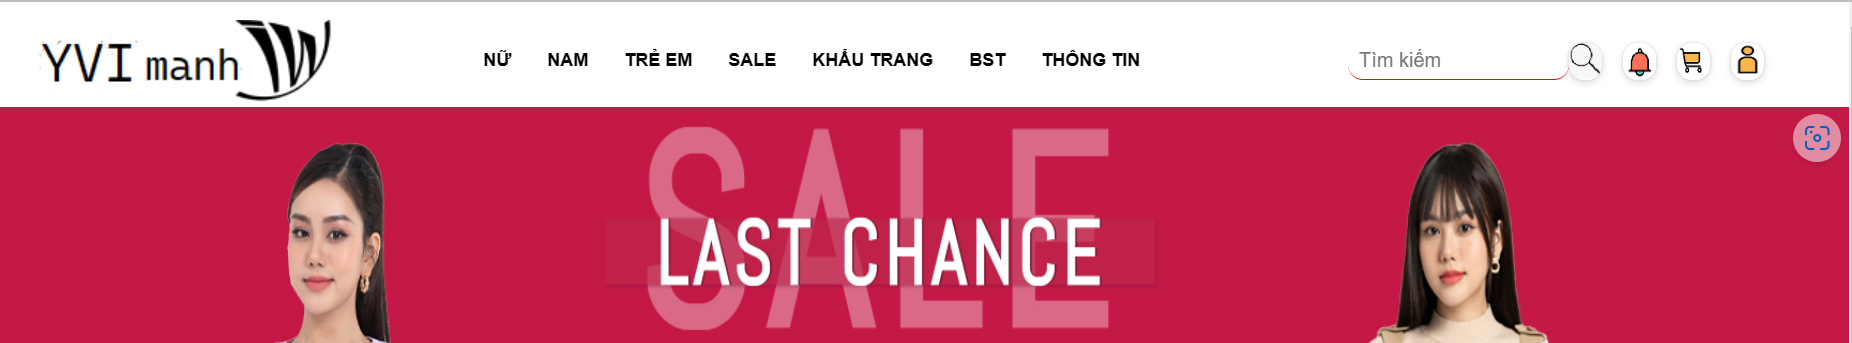 YVI manh
NỮ NAM TRẺ EM SALE KHẨU TRANG BST THÔNG TIN
Tìm kiếm
SALE
LAST CHANCE